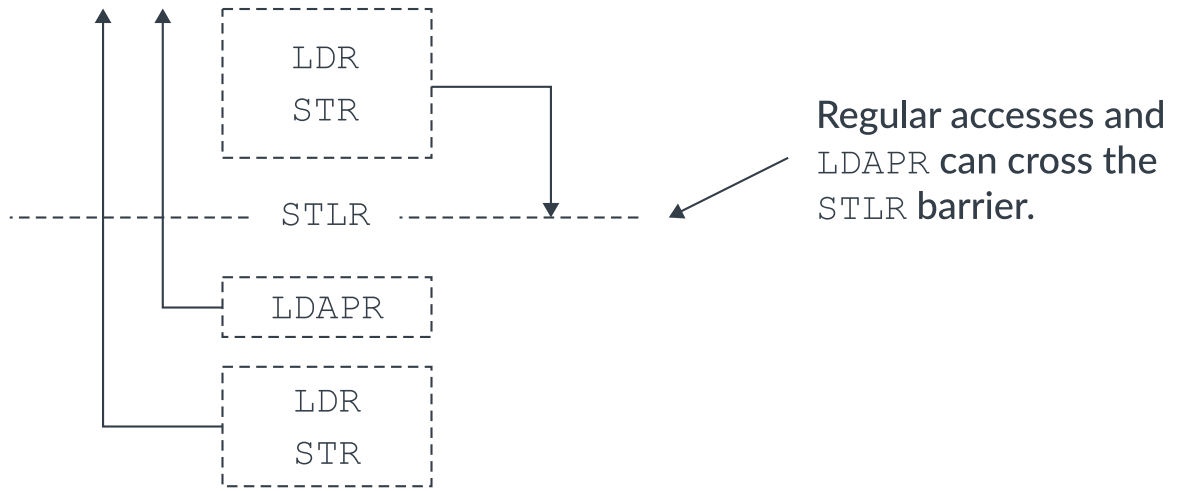 LDR
STR
STLR
LDAPR
LDR
STR
Regular accesses and
LDAPR can cross the
STLR barrier.